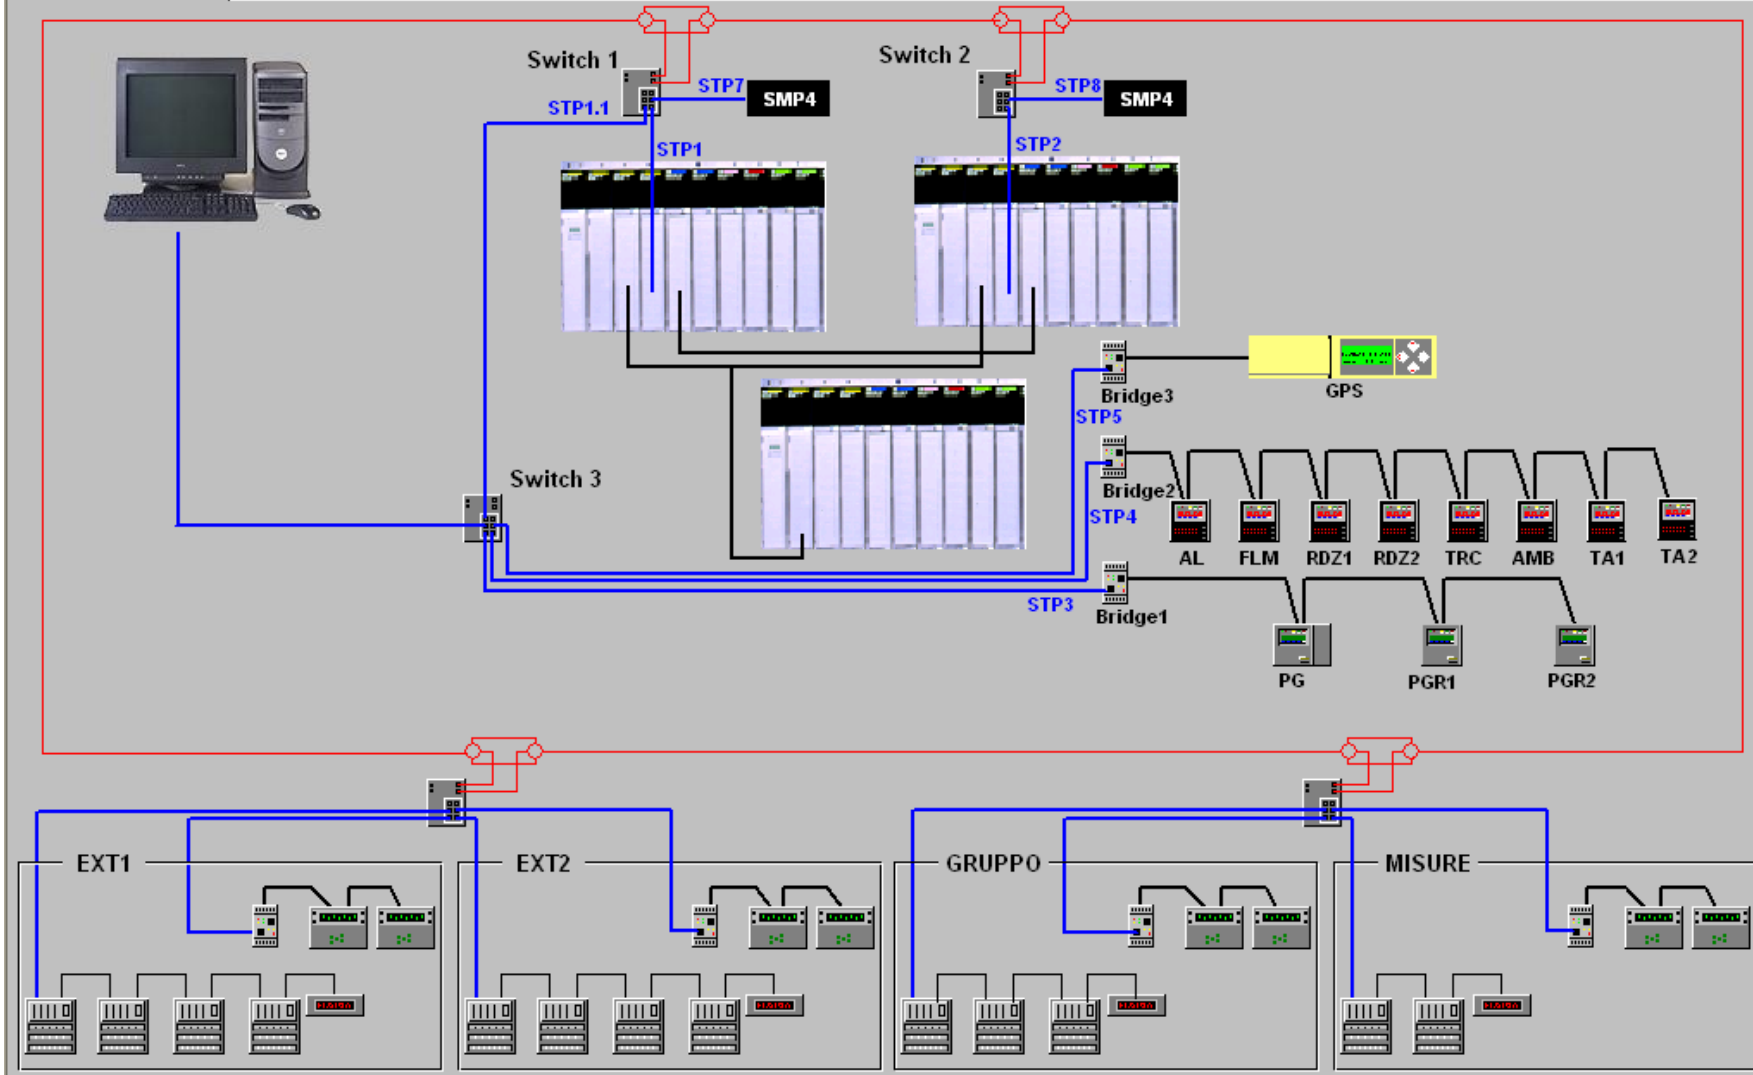 Switch 1
Switch 2
STP7
SMP4
STP8
SMP4
STP1.1
STP1
STP2
Bridge3
GPS
STP5
Switch 3
Bridge2
STP4
AL
FLM
RDZ1
RDZ2
TRC
AMB
TA1
TA2
STP3
Bridge1
PG
PGR1
PGR2
EXT1
EXT2
GRUPPO
MISURE